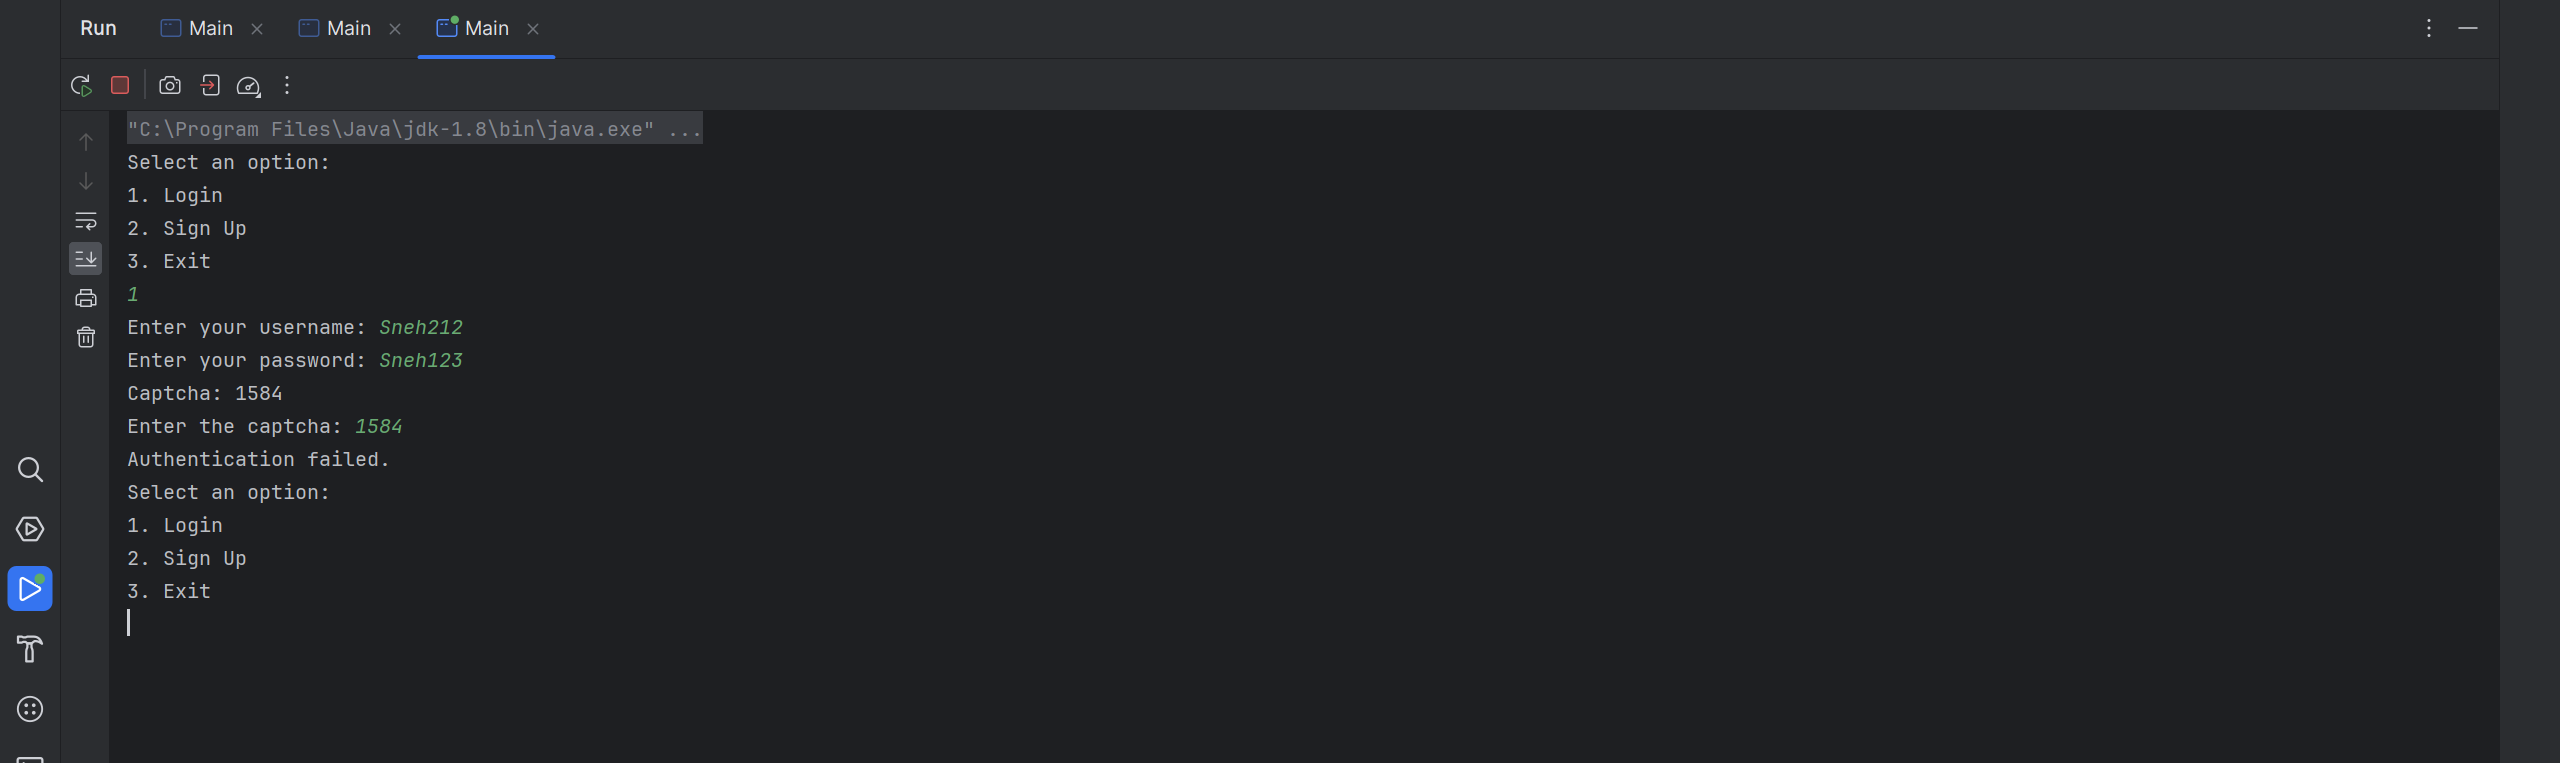 Run Main Main Main
"C:\Program Files\Java\jdk-1.8\bin\java.exe" ...
Select an option:
1. Login
2. Sign Up
3. Exit
1
Enter your username: Sneh212
Enter your password: Sneh123
Captcha: 1584
Enter the captcha: 1584
Authentication failed.
Select an option:
1. Login
2. Sign Up
3. Exit